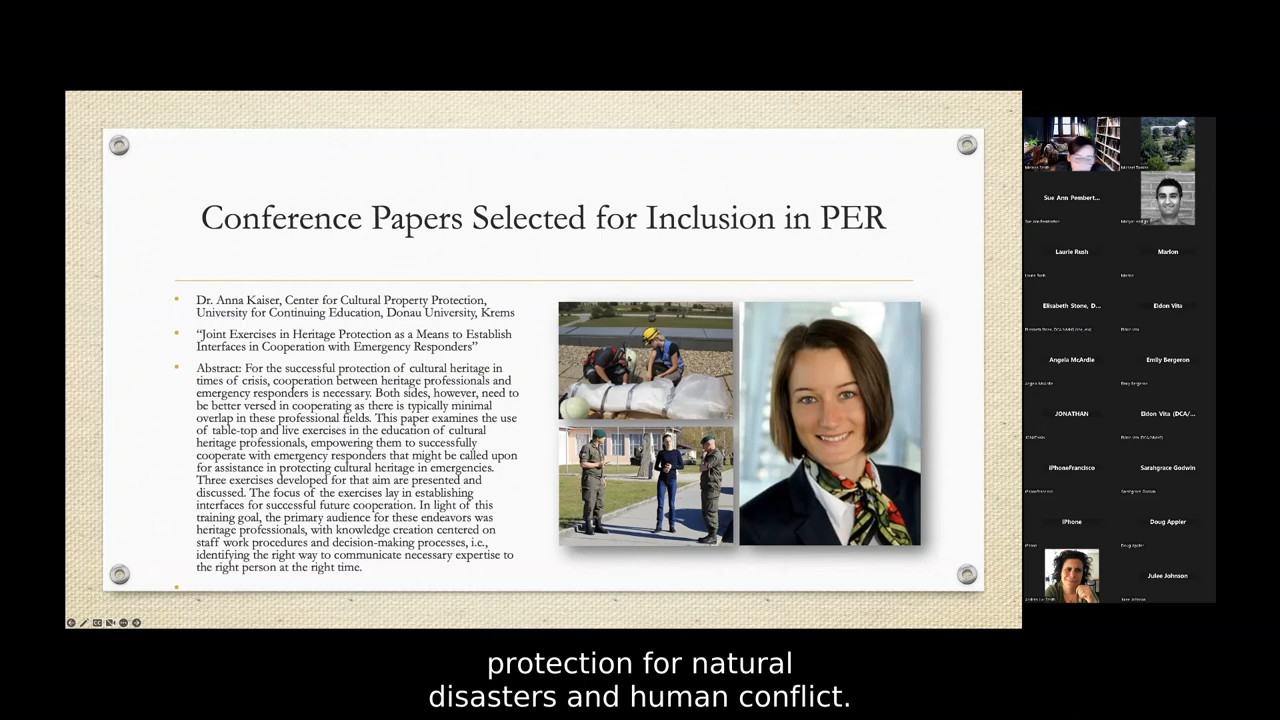 Conference Papers Selected for Inclusion in PER
Dr. Anna Kaiser, Center for Cultural Property Protection,
University for Continuing Education, Donau University, Krems
“Joint Exercises in Heritage Protection as a Means to Establish
Interfaces in Cooperation with Emergency Responders”
Abstract: For the successful protection of cultural heritage in
times of crisis, cooperation between heritage professionals and
emergency responders is necessary. Both sides, however, need to
be better versed in cooperating as there is typically minimal
overlap in these professional fields. This paper examines the use
of table-top and live exercises in the education of cultural
heritage professionals, empowering them to successfully
cooperate with emergency responders that might be called upon
for assistance in protecting cultural heritage in emergencies.
Three exercises developed for that aim are presented and
discussed. The focus of the exercises lay in establishing
interfaces for successful future cooperation. In light of this
training goal, the primary audience for these endeavors was
heritage professionals, with knowledge creation centered on
staff work procedures and decision-making processes, i.e.,
identifying the right way to communicate necessary expertise to
the right person at the right time.
Sue Ann Pembert...
Laurie Rush
Marlon
Elisabeth Stone, D...
Eldon Vita
Angela McArdle
Emily Bergeron
JONATHAN
Eldon Vita (DCA/...
iPhoneFrancisco
Sarahgrace Godwin
iPhone
Doug Appler
Julee Johnson
protection for natural
disasters and human conflict.